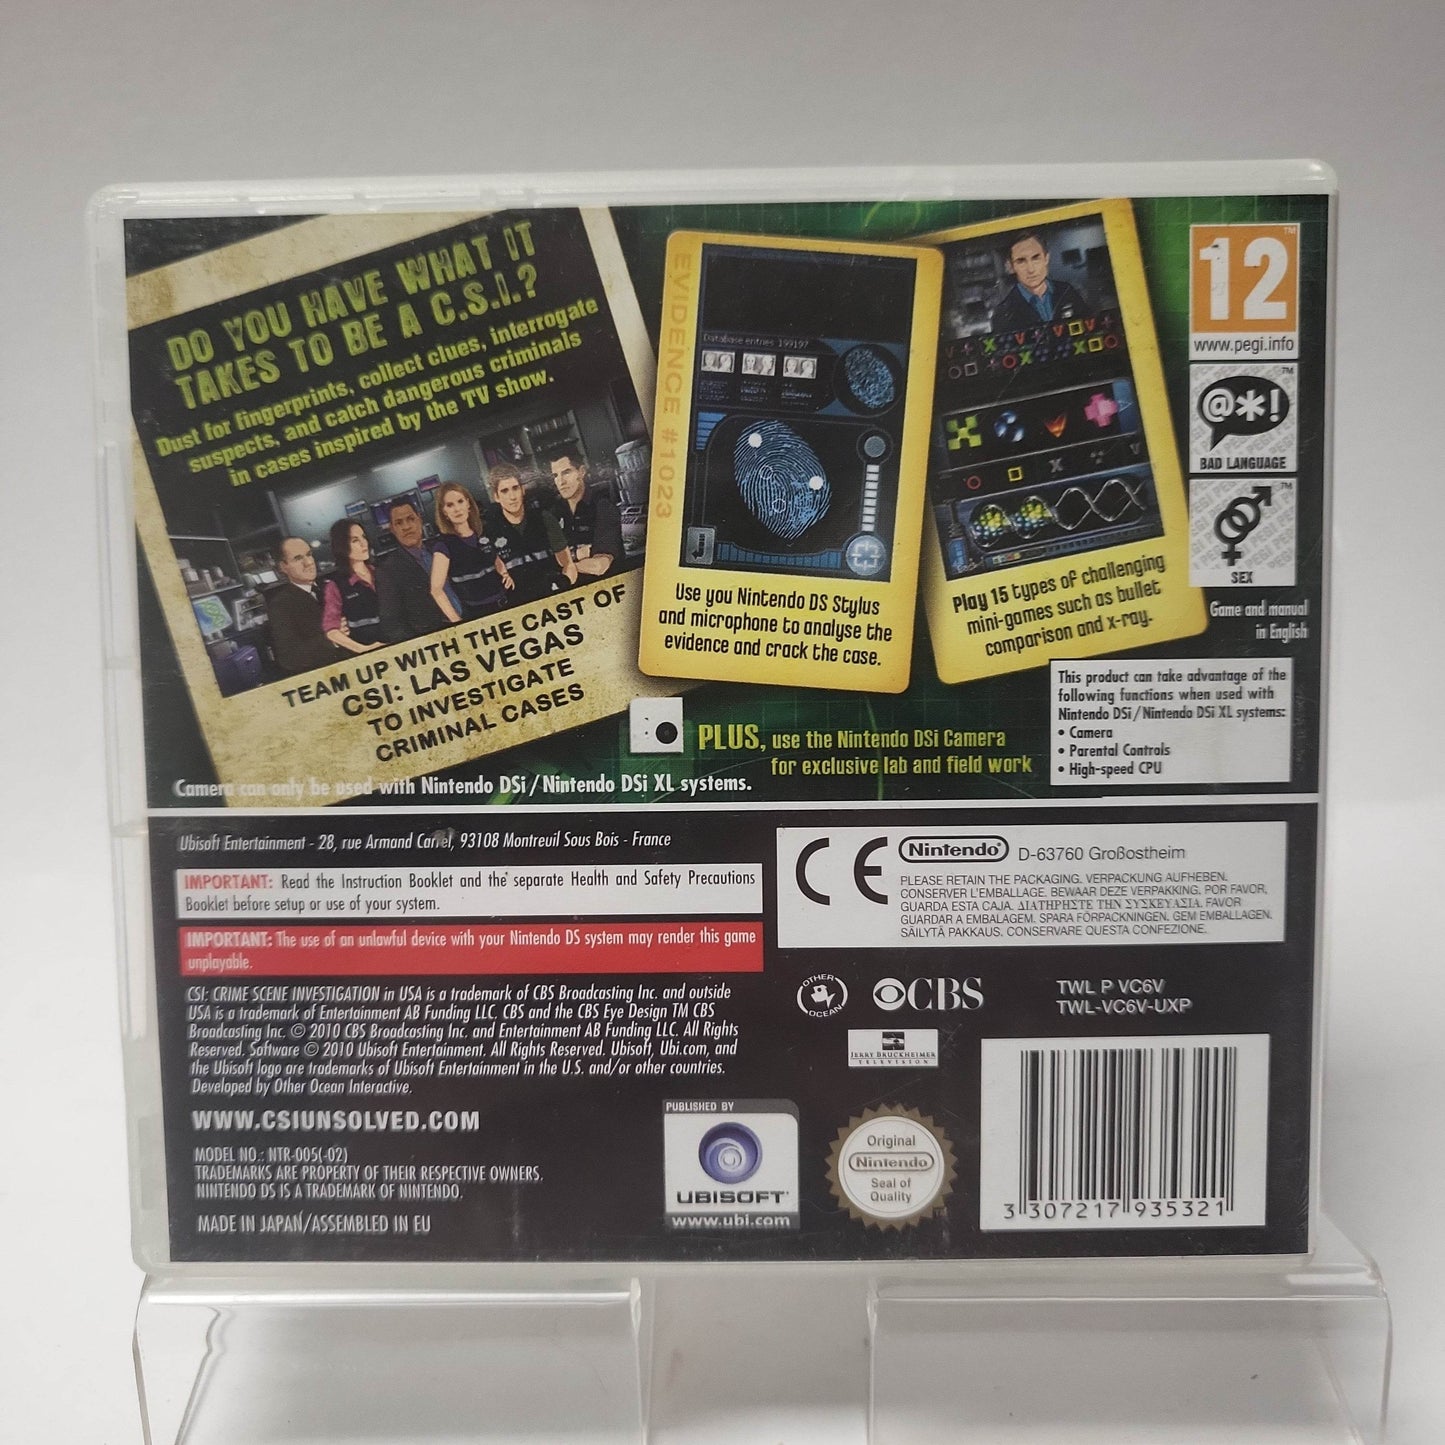 DO YOU HAVE WHAT IT
TAKES TO BE A C.S.I.?
Dust for fingerprints, collect clues, interrogate
suspects, and catch dangerous criminals
in cases inspired by the TV show.
TEAM UP WITH THE CAST OF
CSI: LAS VEGAS
TO INVESTIGATE
CRIMINAL CASES
EVIDENCE #1023
Database entries 199197
Use you Nintendo DS Stylus
and microphone to analyse the
evidence and crack the case.
Play 15 types of challenging
mini-games such as bullet
comparison and x-ray.
12
www.pegi.info
@*!
BAD LANGUAGE
SEX
Game and manual
in English
This product can take advantage of the
following functions when used with
Nintendo DSi/Nintendo DSi XL systems:
• Camera
• Parental Controls
• High-speed CPU
PLUS, use the Nintendo DSi Camera
for exclusive lab and field work
Camera can only be used with Nintendo DSi/Nintendo DSi XL systems.
Ubisoft Entertainment - 28, rue Armand Carrel, 93108 Montreuil Sous Bois - France
IMPORTANT: Read the Instruction Booklet and the separate Health and Safety Precautions
Booklet before setup or use of your system.
IMPORTANT: The use of an unlawful device with your Nintendo DS system may render this game
unplayable.
CSI: CRIME SCENE INVESTIGATION in USA is a trademark of CBS Broadcasting Inc. and outside
USA is a trademark of Entertainment AB Funding LLC. CBS and the CBS Eye Design TM CBS
Broadcasting Inc. © 2010 CBS Broadcasting Inc. and Entertainment AB Funding LLC. All Rights
Reserved. Software © 2010 Ubisoft Entertainment. All Rights Reserved. Ubisoft, Ubi.com, and
the Ubisoft logo are trademarks of Ubisoft Entertainment in the U.S. and/or other countries.
Developed by Other Ocean Interactive.
WWW.CSIUNSOLVED.COM
MODEL NO.: NTR-005(-02)
TRADEMARKS ARE PROPERTY OF THEIR RESPECTIVE OWNERS.
NINTENDO DS IS A TRADEMARK OF NINTENDO.
MADE IN JAPAN/ASSEMBLED IN EU
CE
Nintendo® D-63760 Großostheim
PLEASE RETAIN THE PACKAGING. VERPACKUNG AUFHEBEN.
CONSERVER L'EMBALLAGE. BEWAAR DEZE VERPAKKING. POR FAVOR,
GUARDA ESTA CAJA. ΔΙΑΤΗΡΗΣΤΕ ΤΗΝ ΣΥΣΚΕΥΑΣΙΑ. FAVOR
GUARDAR A EMBALAGEM. SPARA FÖRPACKNINGEN. GEM EMBALLAGEN.
SÄILYTÄ PAKKAUS. CONSERVARE QUESTA CONFEZIONE.
OTHER
OCEAN
CBS
JERRY BRUCKHEIMER
TELEVISION
TWL P VC6V
TWL-VC6V-UXP
PUBLISHED BY
UBISOFT
www.ubi.com
Original
Nintendo
Seal of
Quality
3 307217 935321